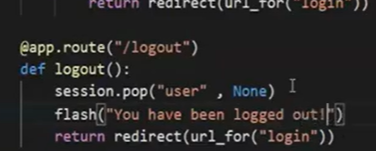 return redirect(url_for("login"))
@app.route("/logout")
def logout():
session.pop("user" , None)
flash("You have been logged out!")
return redirect(url_for("login"))